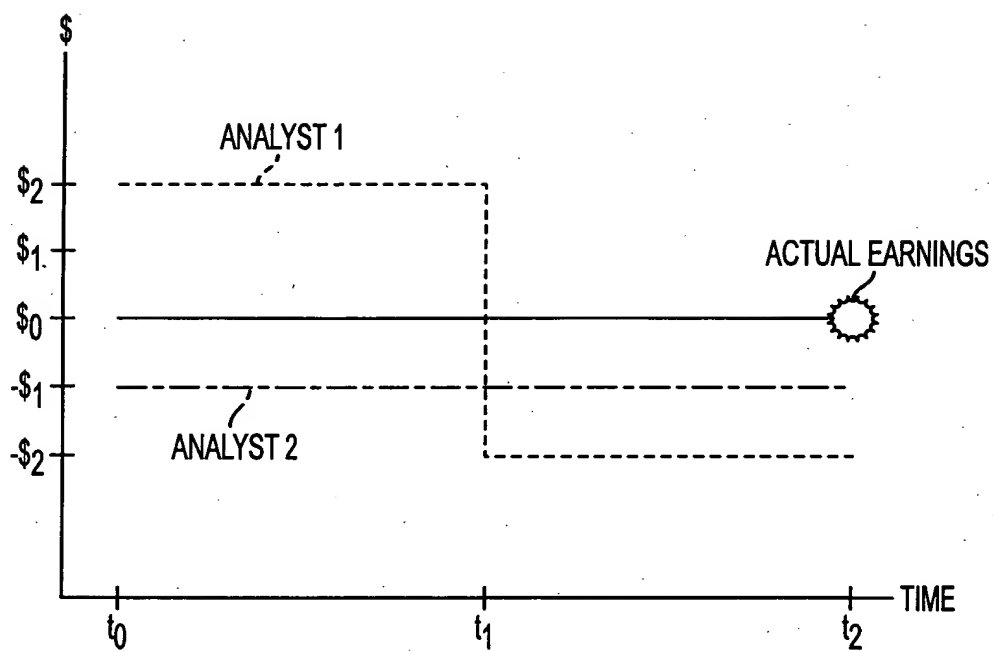 $
ANALYST 1
$2
$1
ACTUAL EARNINGS
$0
-$1
ANALYST 2
-$2
TIME
t0
t1
t2